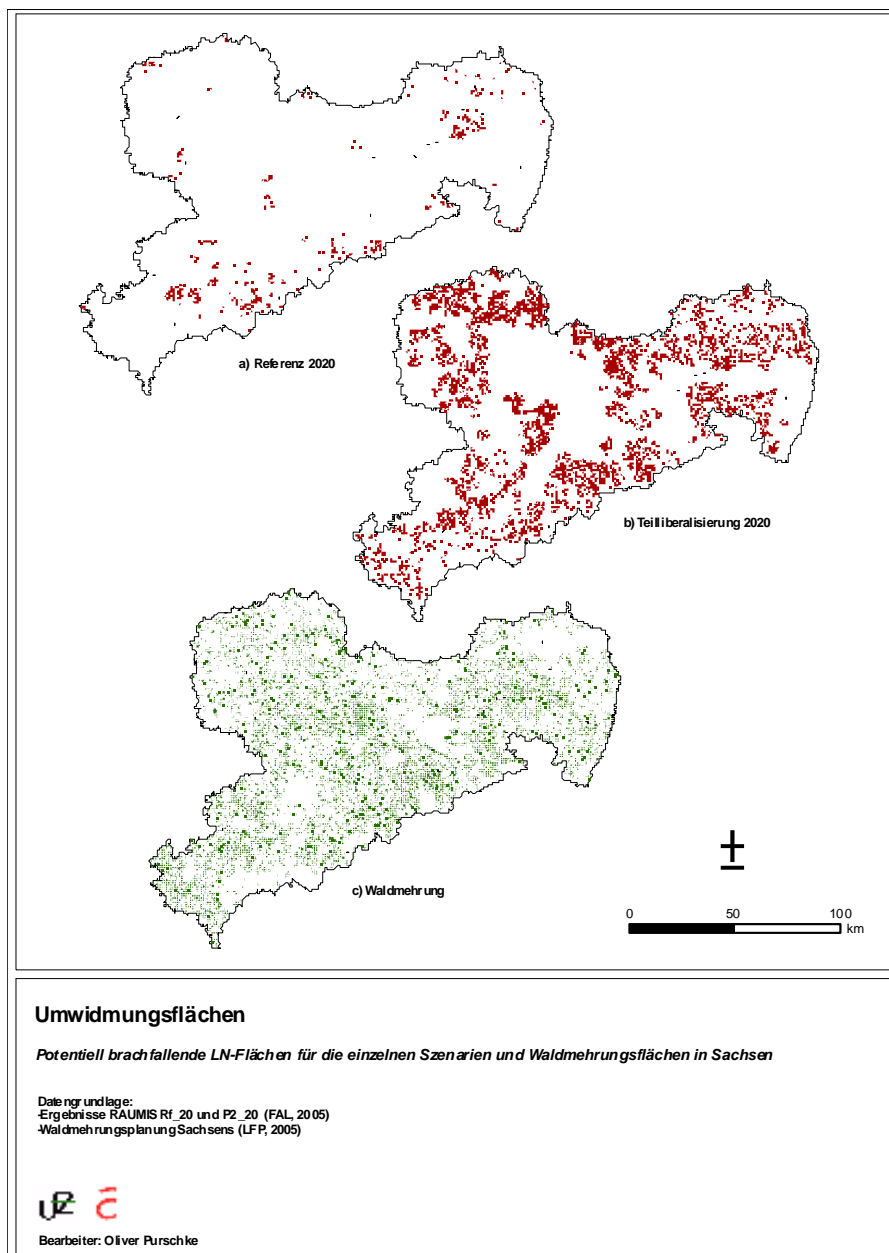 a) Referenz 2020
b) Teilliberalisierung 2020
c) Waldmehrung
0 50 100
km
Umwidmungsflächen
Potentiell brachfallende LN-Flächen für die einzelnen Szenarien und Waldmehrungsflächen in Sachsen
Datengrundlage:
-Ergebnisse RAUMIS Rf_20 und P2_20 (FAL, 2005)
-Waldmehrungsplanung Sachsens (LFP, 2005)
Bearbeiter: Oliver Purschke